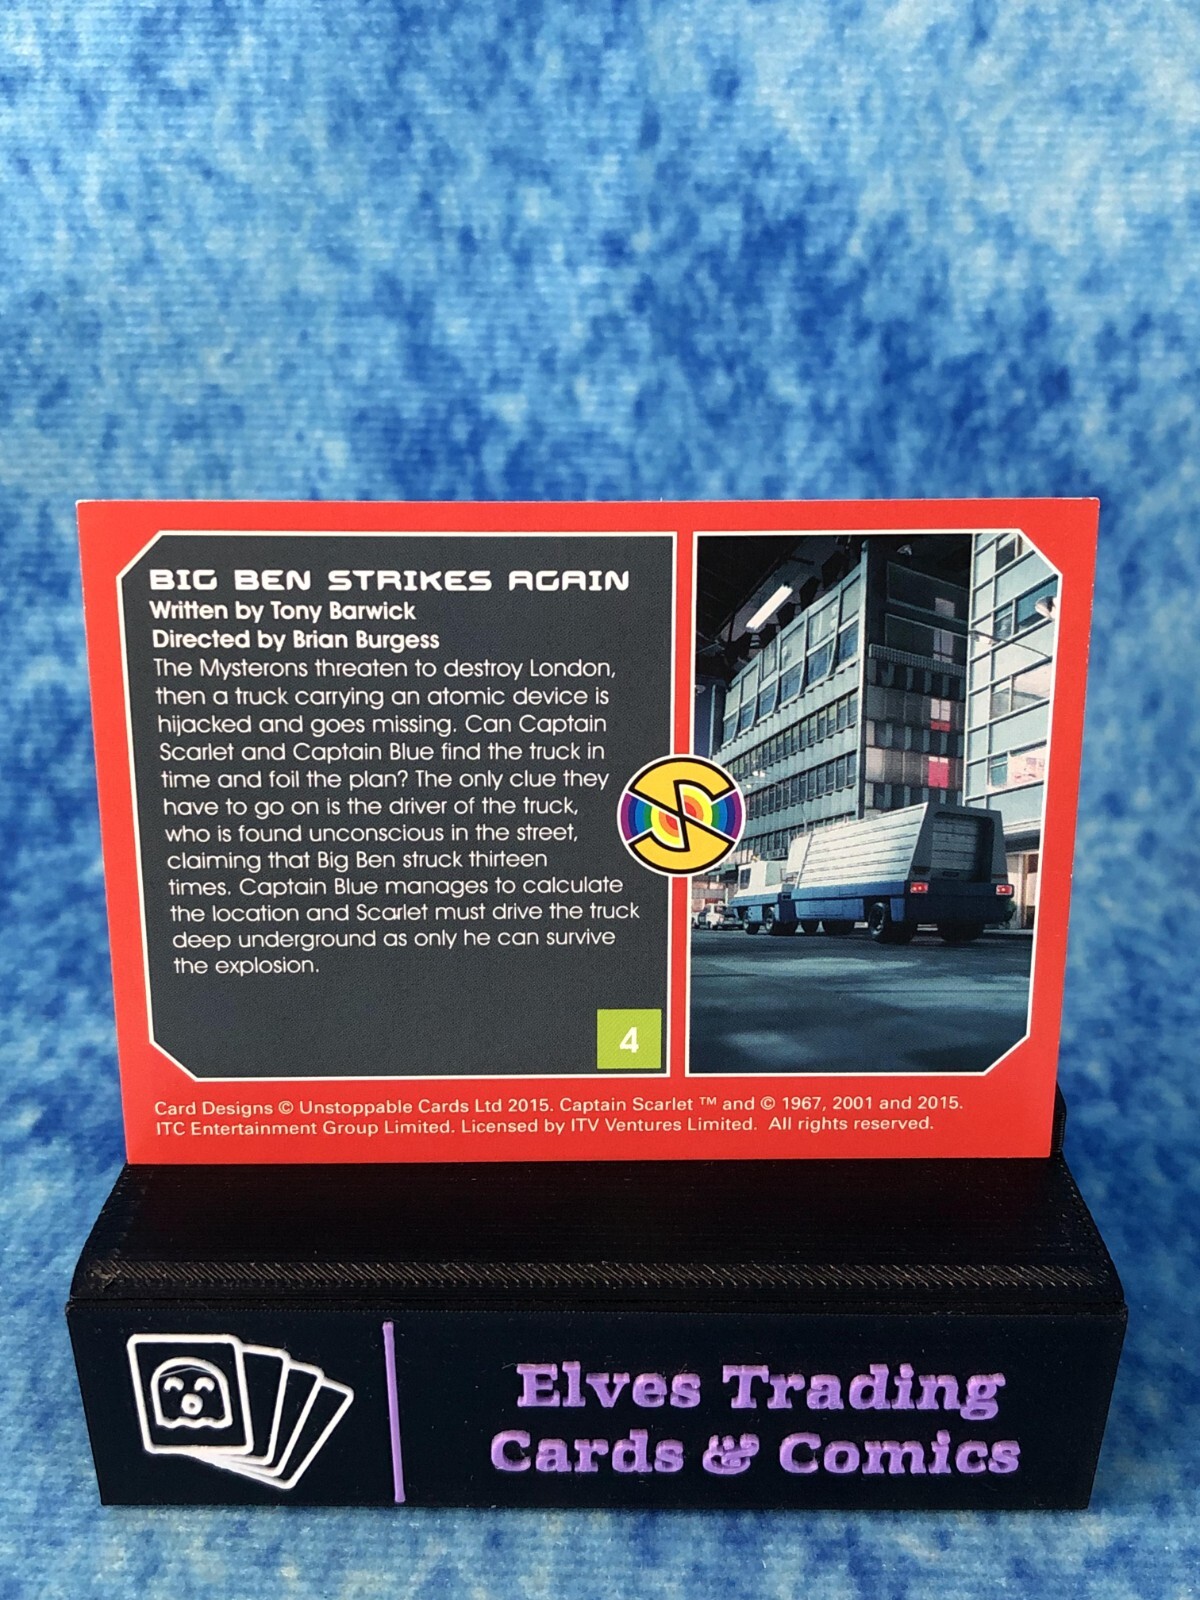 BIG BEN STRIKES AGAIN
Written by Tony Barwick
Directed by Brian Burgess
The Mysterons threaten to destroy London,
then a truck carrying an atomic device is
hijacked and goes missing. Can Captain
Scarlet and Captain Blue find the truck in
time and foil the plan? The only clue they
have to go on is the driver of the truck,
who is found unconscious in the street,
claiming that Big Ben struck thirteen
times. Captain Blue manages to calculate
the location and Scarlet must drive the truck
deep underground as only he can survive
the explosion.
4
Card Designs © Unstoppable Cards Ltd 2015. Captain Scarlet ™ and © 1967, 2001 and 2015.
ITC Entertainment Group Limited. Licensed by ITV Ventures Limited. All rights reserved.
Elves Trading
Cards & Comics